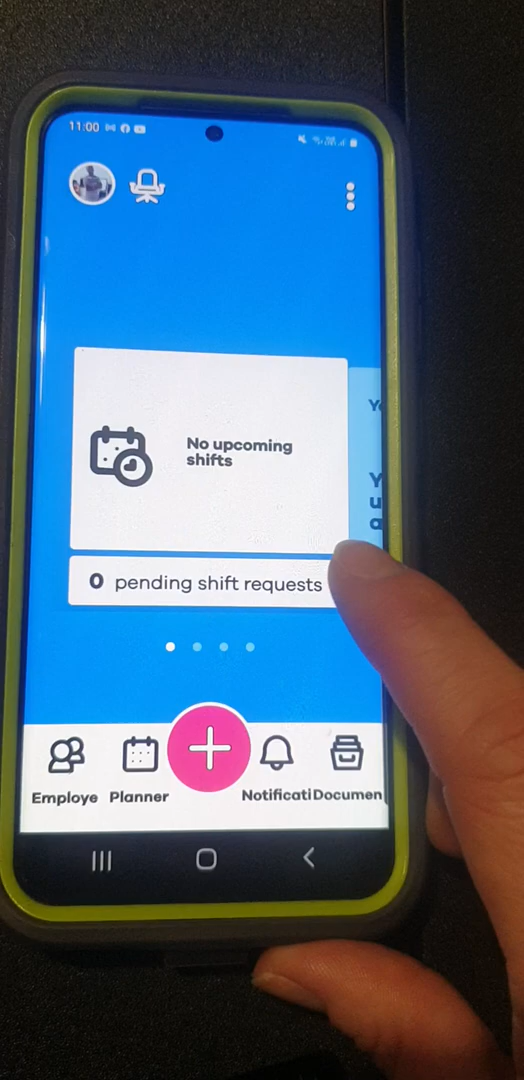 11:00
No upcoming
shifts
0 pending shift requests
Employe Planner Notificati Documen